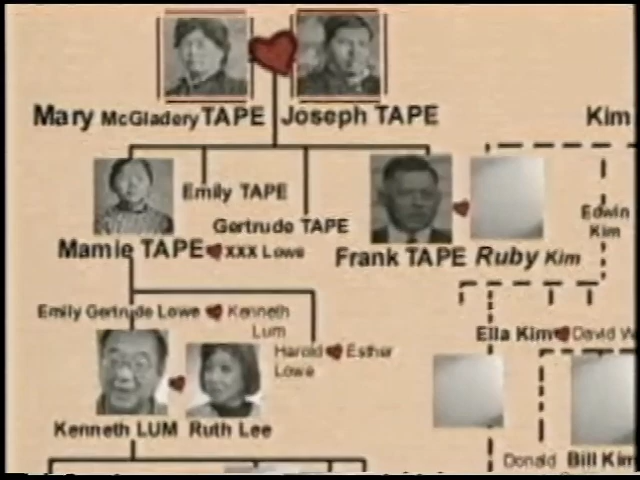 Mary McGladery TAPE
Joseph TAPE
Kim
Emily TAPE
Gertrude TAPE
Edwin
Kim
Mamie TAPE XXX Lowe
Frank TAPE
Ruby Kim
Emily Gertrude Lowe Kenneth
Lum
Harold Esther
Lowe
Ella Kim David W
Kenneth LUM Ruth Lee
Donald Bill Kim